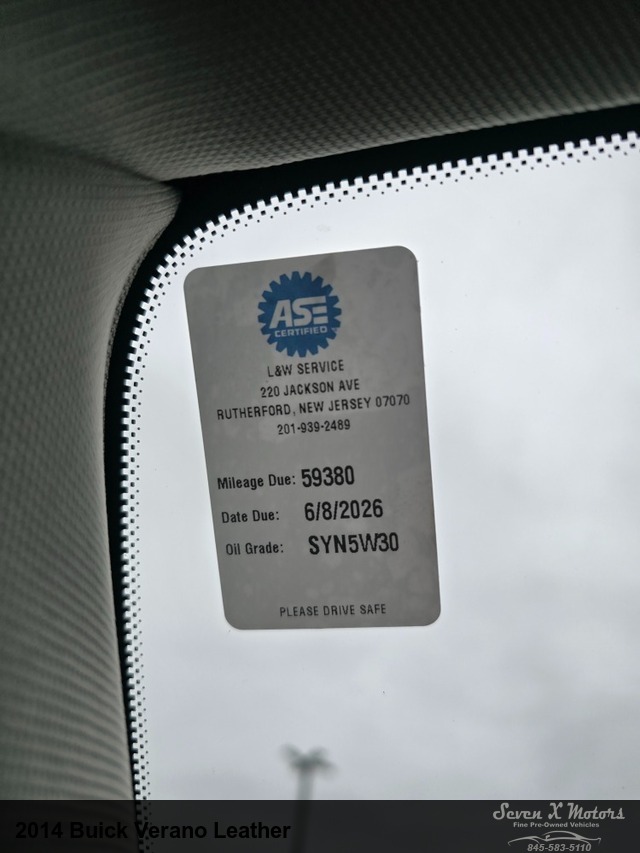 ASE
CERTIFIED
L&W SERVICE
220 JACKSON AVE
RUTHERFORD, NEW JERSEY 07070
201-939-2489
Mileage Due: 59380
Date Due: 6/8/2026
Oil Grade: SYN5W30
PLEASE DRIVE SAFE
2014 Buick Verano Leather
Seven X Motors
Fine Pre-Owned Vehicles
845-583-5110